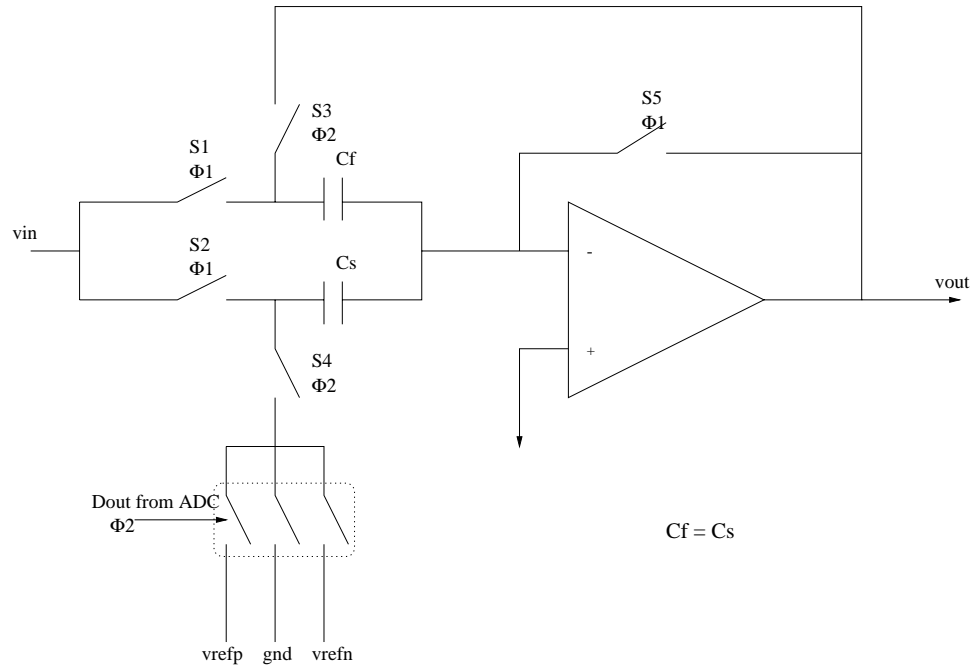 S3
Φ2
S5
Φ1
S1
Φ1
Cf
vin
S2
Φ1
Cs
-
vout
S4
Φ2
+
Dout from ADC
Φ2
Cf = Cs
vrefp gnd vrefn